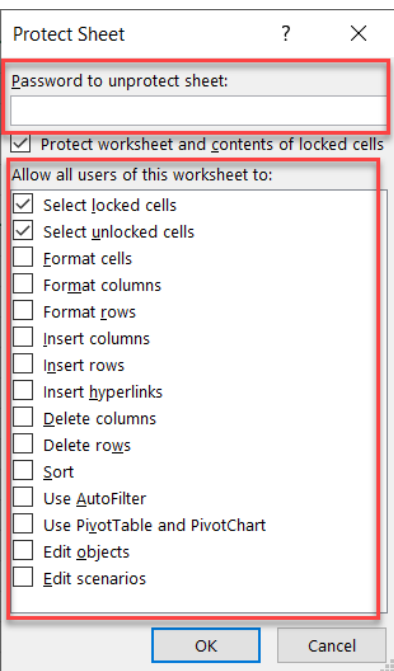 Protect Sheet ?
Password to unprotect sheet:
Protect worksheet and contents of locked cells
Allow all users of this worksheet to:
Select locked cells
Select unlocked cells
Format cells
Format columns
Format rows
Insert columns
Insert rows
Insert hyperlinks
Delete columns
Delete rows
Sort
Use AutoFilter
Use PivotTable and PivotChart
Edit objects
Edit scenarios
OK Cancel